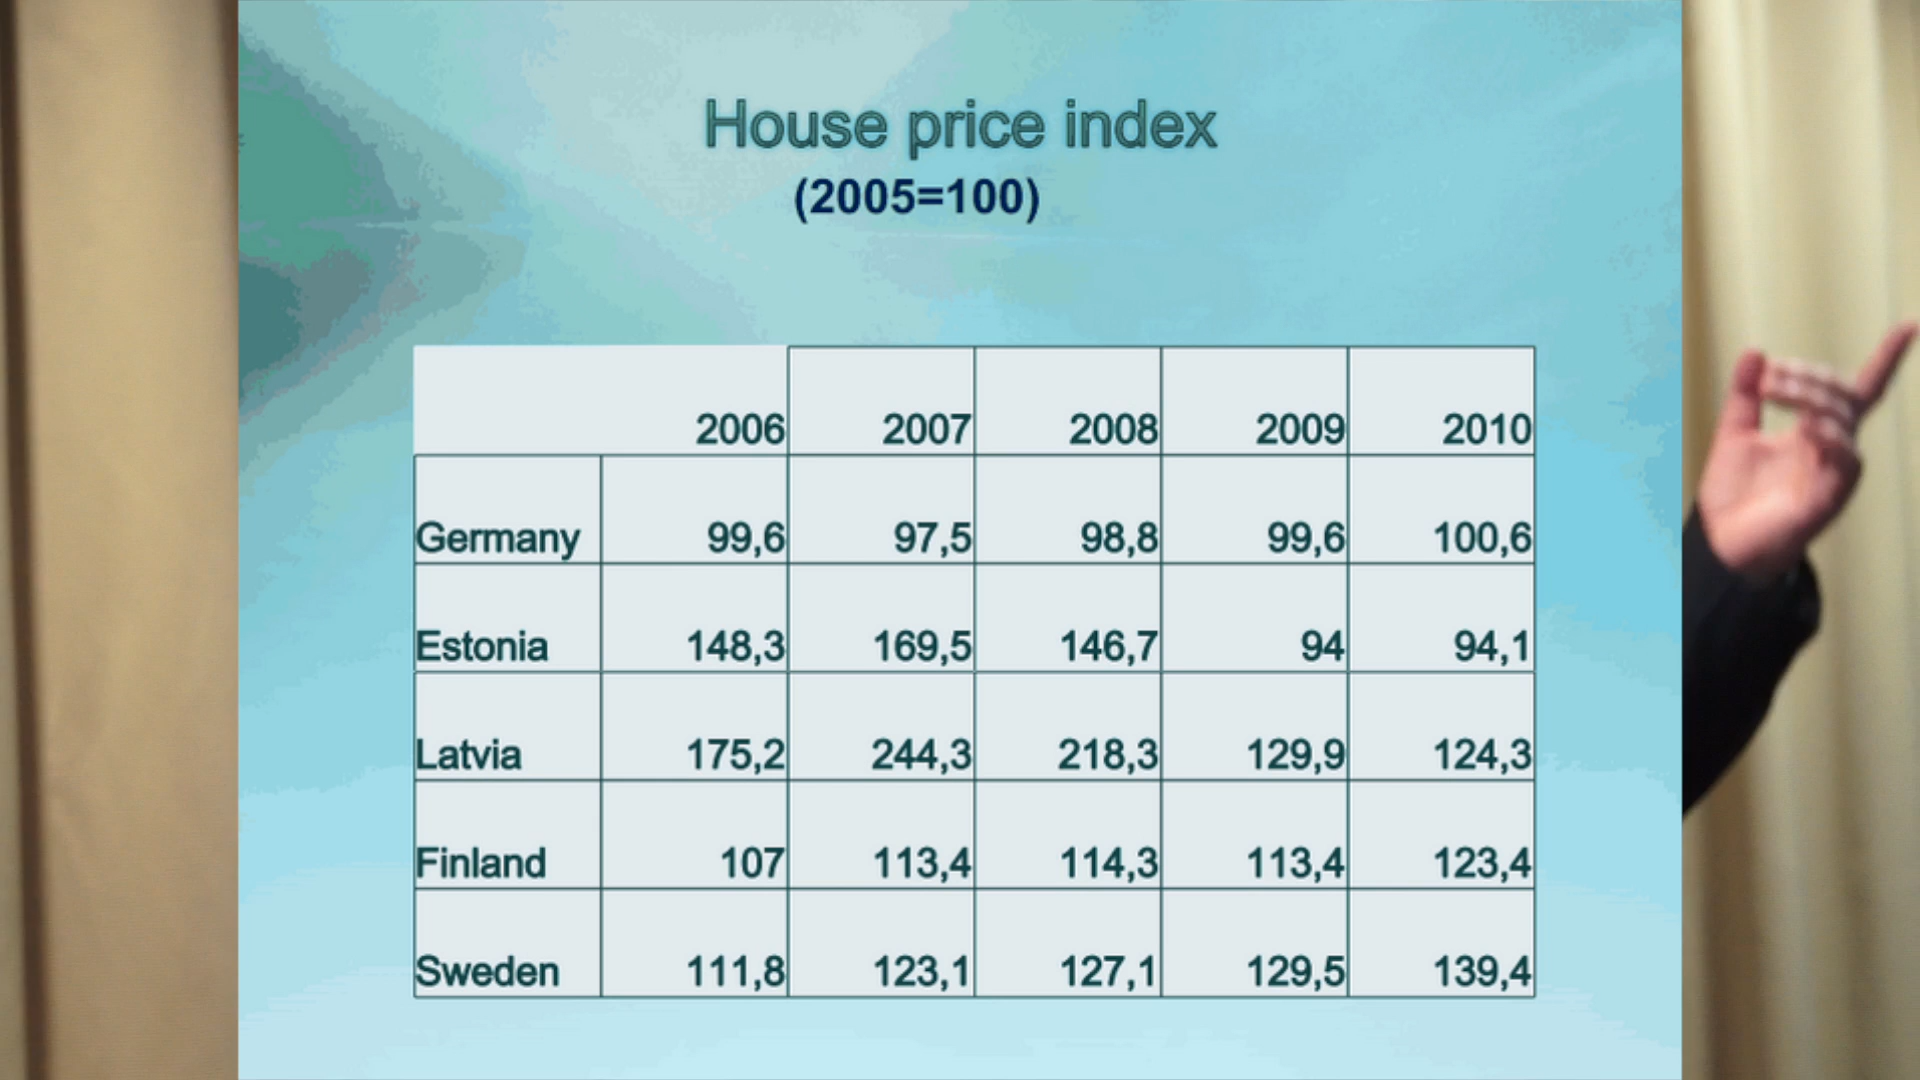 House price index
(2005=100)
2006 2007 2008 2009 2010
Germany 99,6 97,5 98,8 99,6 100,6
Estonia 148,3 169,5 146,7 94 94,1
Latvia 175,2 244,3 218,3 129,9 124,3
Finland 107 113,4 114,3 113,4 123,4
Sweden 111,8 123,1 127,1 129,5 139,4